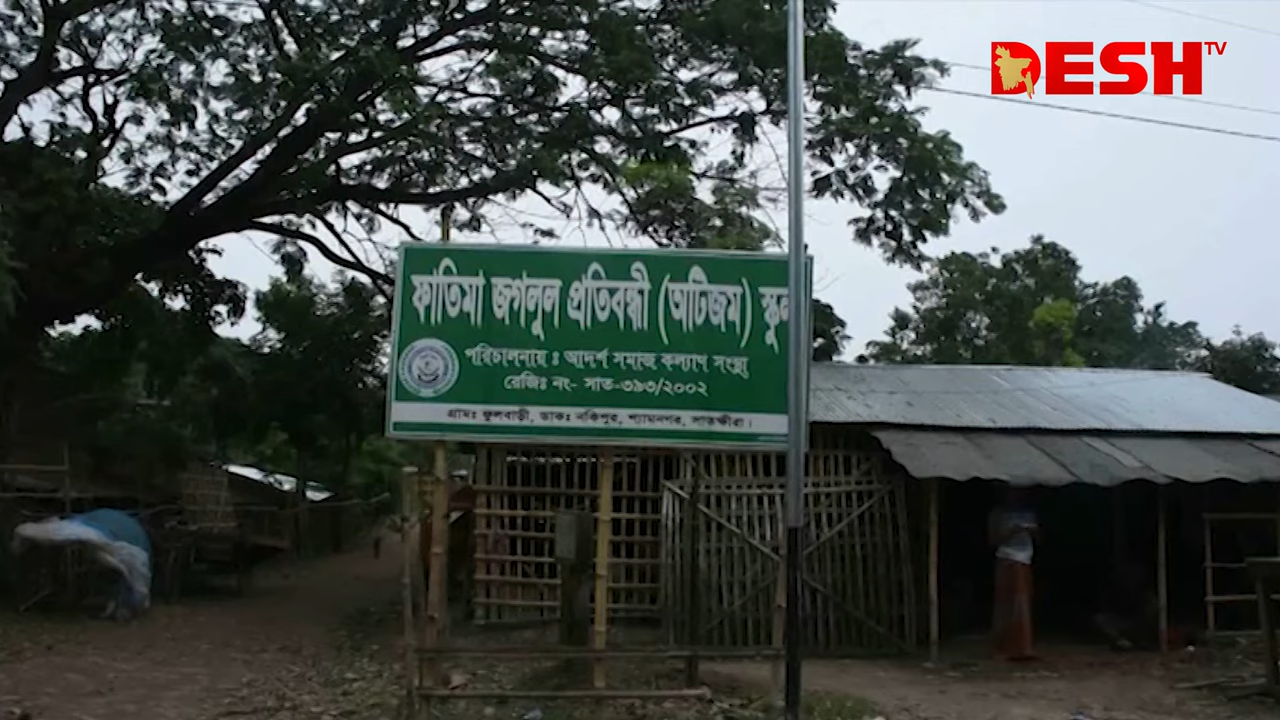 DESH TV
ফাতিমা জগলুল প্রতিবন্ধী (অটিজম) স্কুল
পরিচালনায় ঃ আদর্শ সমাজ কল্যাণ সংস্থা
রেজিঃ নং- সাত-৩৯৩/২০০২
গ্রামঃ ফুলবাড়ী, ডাকঃ নকিপুর, শ্যামনগর, সাতক্ষীরা।